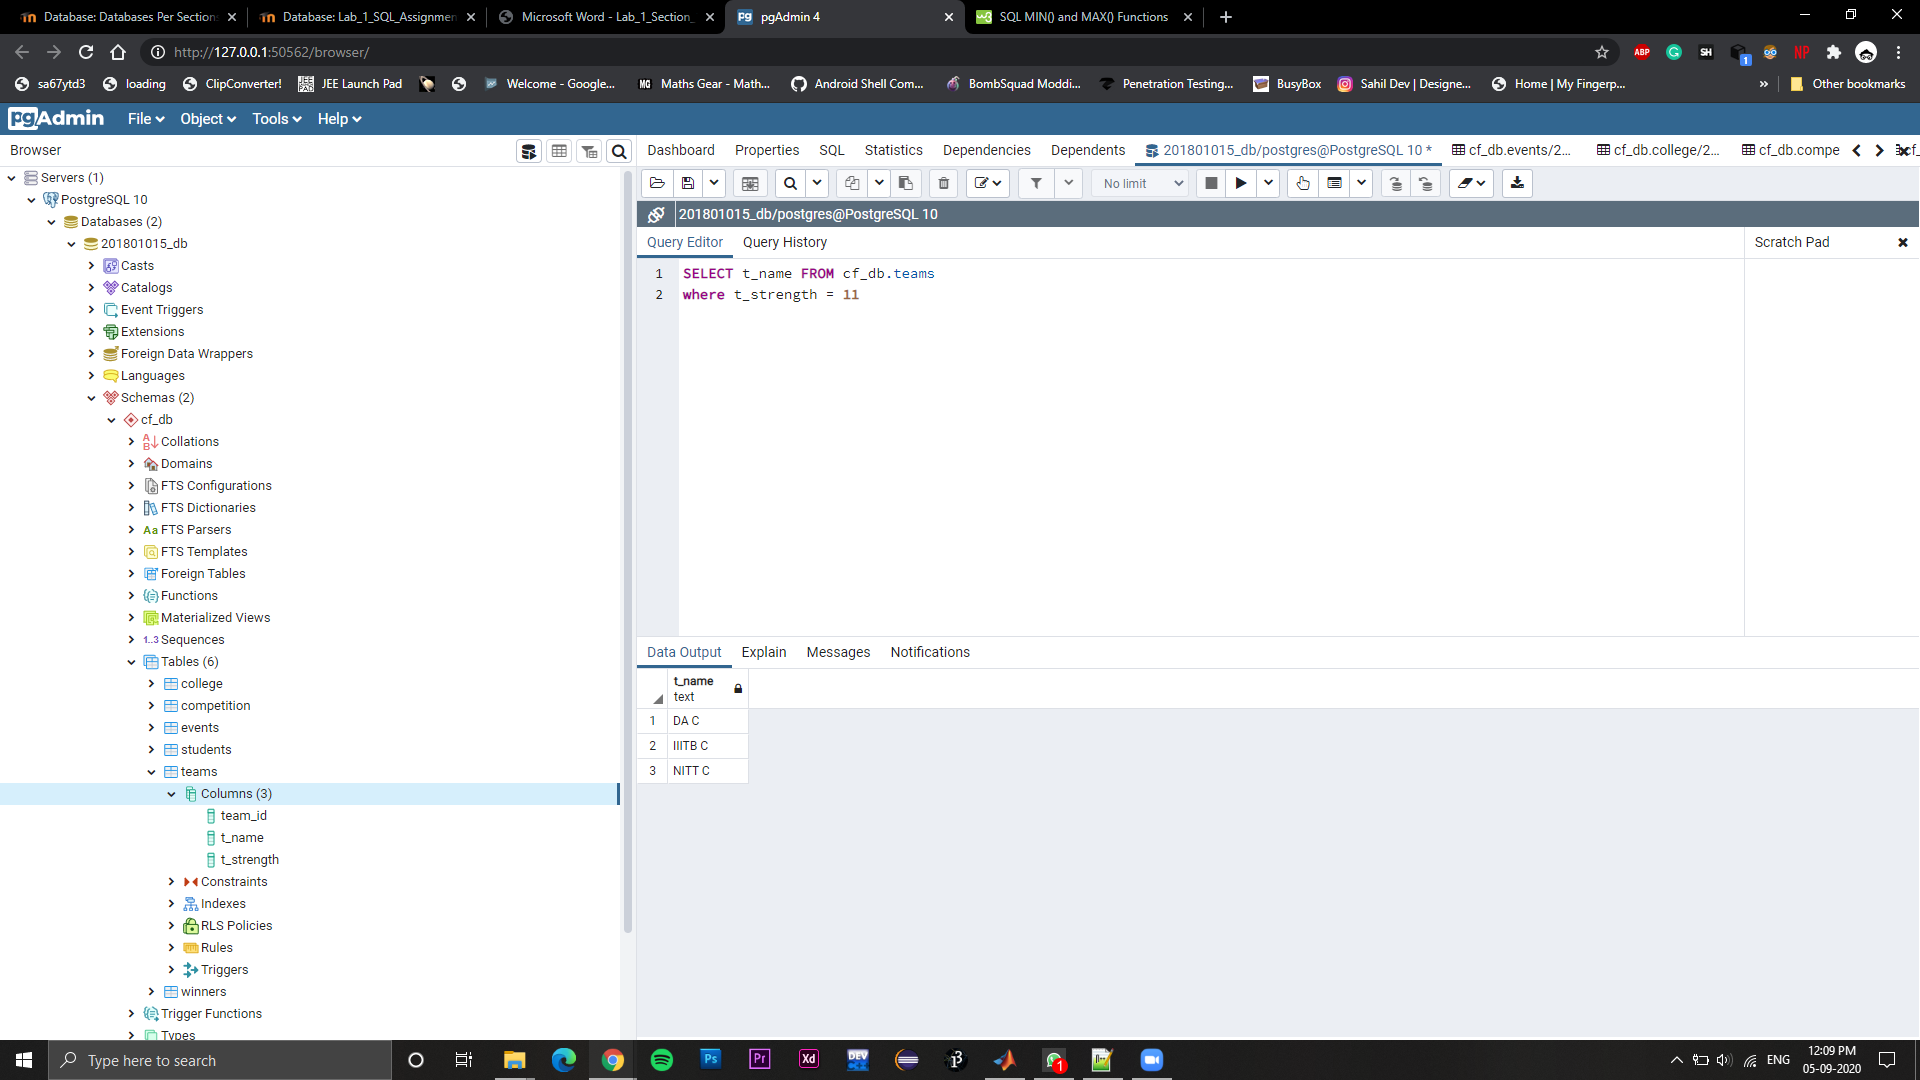 Database: Databases Per Sections
Database: Lab_1_SQL_Assignmen
Microsoft Word - Lab_1_Section_
pgAdmin 4
SQL MIN() and MAX() Functions
http://127.0.0.1:50562/browser/
sa67ytd3
loading
ClipConverter!
JEE Launch Pad
Welcome - Google...
Maths Gear - Math...
Android Shell Com...
BombSquad Moddi...
Penetration Testing...
BusyBox
Sahil Dev | Designe...
Home | My Fingerp...
Other bookmarks
pgAdmin
File
Object
Tools
Help
Browser
Dashboard
Properties
SQL
Statistics
Dependencies
Dependents
201801015_db/postgres@PostgreSQL 10 *
cf_db.events/2...
cf_db.college/2...
cf_db.compe
Servers (1)
PostgreSQL 10
Databases (2)
201801015_db
Casts
Catalogs
Event Triggers
Extensions
Foreign Data Wrappers
Languages
Schemas (2)
cf_db
Collations
Domains
FTS Configurations
FTS Dictionaries
FTS Parsers
FTS Templates
Foreign Tables
Functions
Materialized Views
Sequences
Tables (6)
college
competition
events
students
teams
Columns (3)
team_id
t_name
t_strength
Constraints
Indexes
RLS Policies
Rules
Triggers
winners
Trigger Functions
Types
No limit
201801015_db/postgres@PostgreSQL 10
Query Editor
Query History
Scratch Pad
1 SELECT t_name FROM cf_db.teams
2 where t_strength = 11
Data Output
Explain
Messages
Notifications
t_name
text
1 DA C
2 IIITB C
3 NITT C
Type here to search
ENG
12:09 PM
05-09-2020